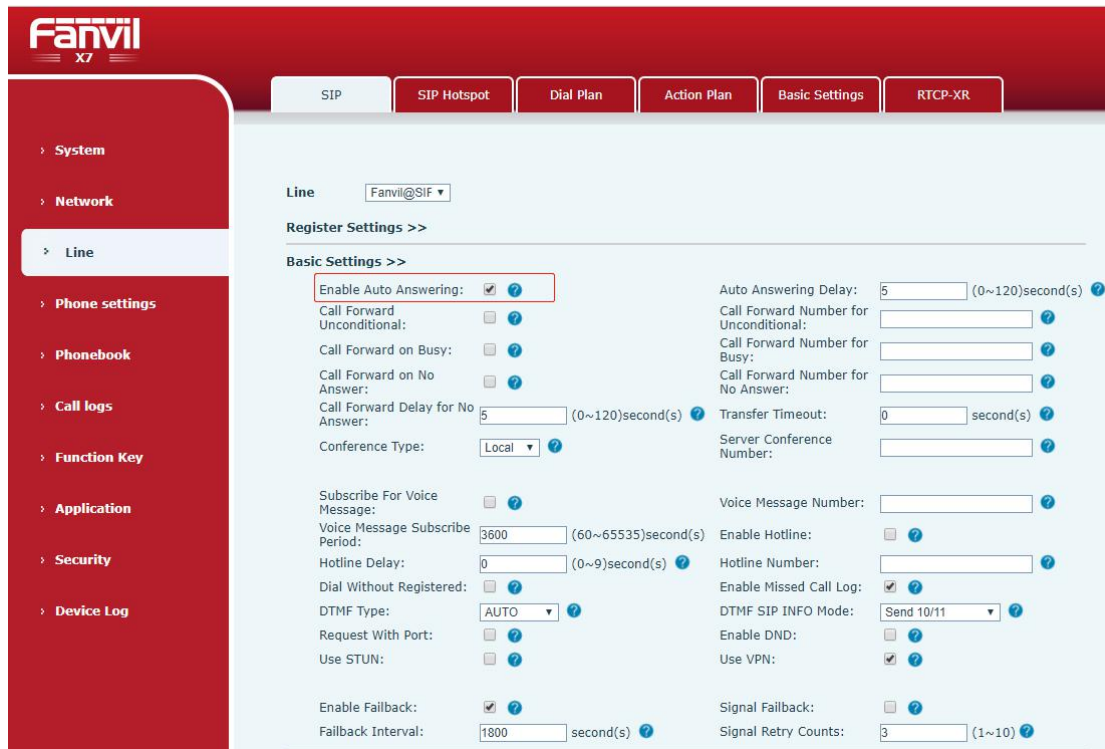 Fanvil
X7
SIP
SIP Hotspot
Dial Plan
Action Plan
Basic Settings
RTCP-XR
System
Network
Line
Phone settings
Phonebook
Call logs
Function Key
Application
Security
Device Log
Line Fanvil@SIF
Register Settings >>
Basic Settings >>
Enable Auto Answering: Auto Answering Delay: 5 (0~120)second(s)
Call Forward Unconditional: Call Forward Number for Unconditional:
Call Forward on Busy: Call Forward Number for Busy:
Call Forward on No Answer: Call Forward Number for No Answer:
Call Forward Delay for No Answer: 5 (0~120)second(s) Transfer Timeout: 0 second(s)
Conference Type: Local Server Conference Number:
Subscribe For Voice Message: Voice Message Number:
Voice Message Subscribe Period: 3600 (60~65535)second(s) Enable Hotline:
Hotline Delay: 0 (0~9)second(s) Hotline Number:
Dial Without Registered: Enable Missed Call Log:
DTMF Type: AUTO DTMF SIP INFO Mode: Send 10/11
Request With Port: Enable DND:
Use STUN: Use VPN:
Enable Failback: Signal Failback:
Failback Interval: 1800 second(s) Signal Retry Counts: 3 (1~10)